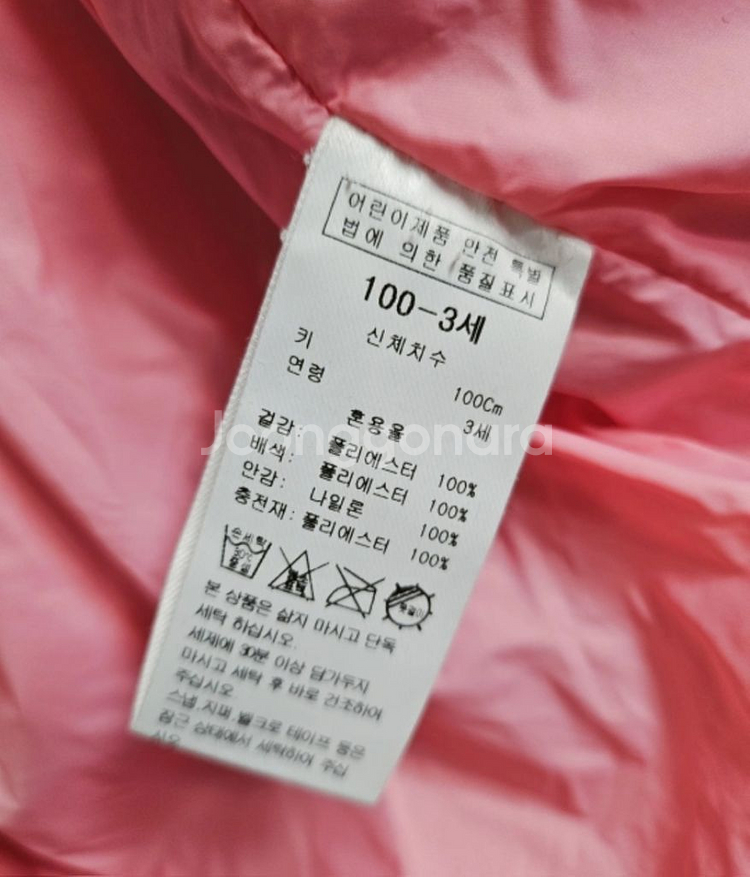 어린이제품 안전 특별
법에 의한 품질표시
100-3세
신체치수
키 100Cm
연령 3세
혼용율
겉감: 폴리에스터 100%
배색: 폴리에스터 100%
안감: 나일론 100%
충전재: 폴리에스터 100%
손세탁
30℃
중성
본 상품은 삶지 마시고 단독
세탁 하십시오.
세제에 30분 이상 담가두지
마시고 세탁 후 바로 건조하여
주십시오
스냅.지퍼.벨크로 테이프 등은
잠근 상태에서 세탁하여 주십
시오
Joonggonara